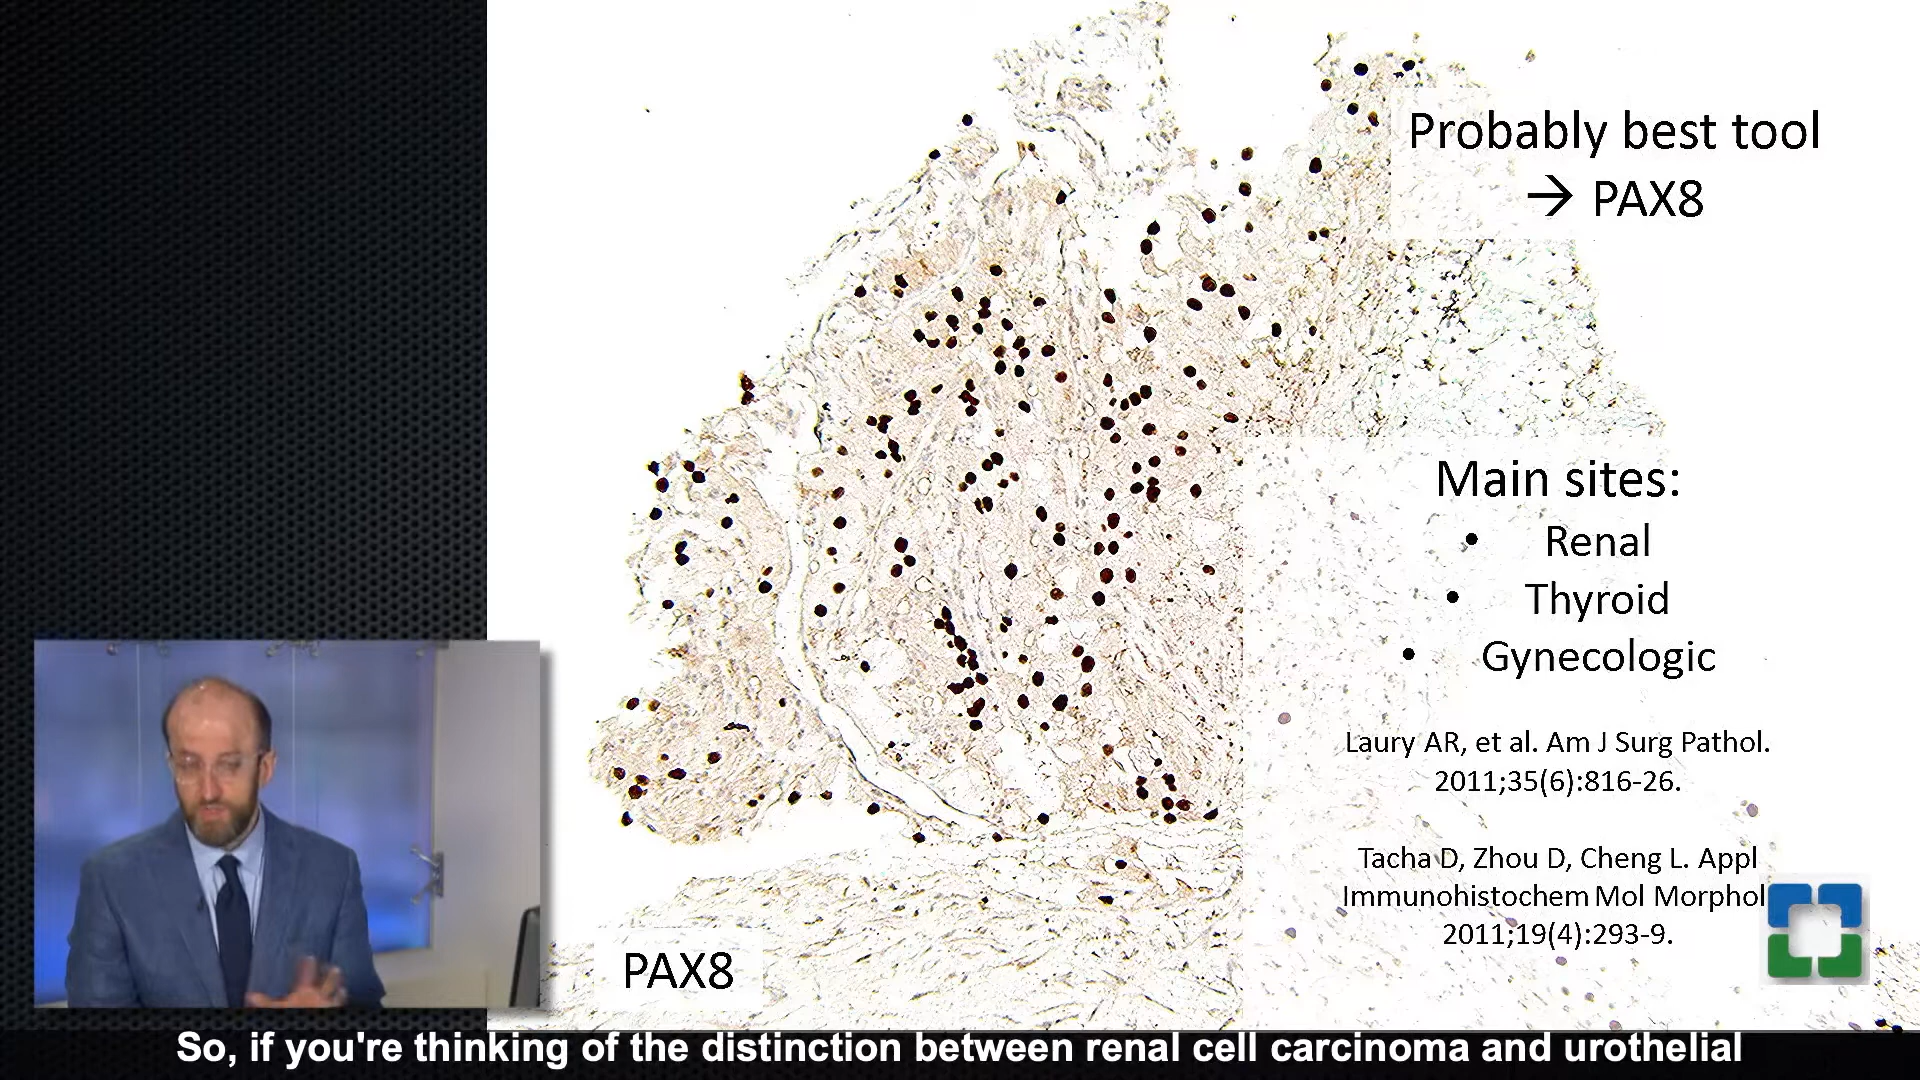 Probably best tool
→ PAX8
Main sites:
• Renal
• Thyroid
• Gynecologic
Laury AR, et al. Am J Surg Pathol.
2011;35(6):816-26.
Tacha D, Zhou D, Cheng L. Appl
Immunohistochem Mol Morphol
2011;19(4):293-9.
PAX8
So, if you're thinking of the distinction between renal cell carcinoma and urothelial